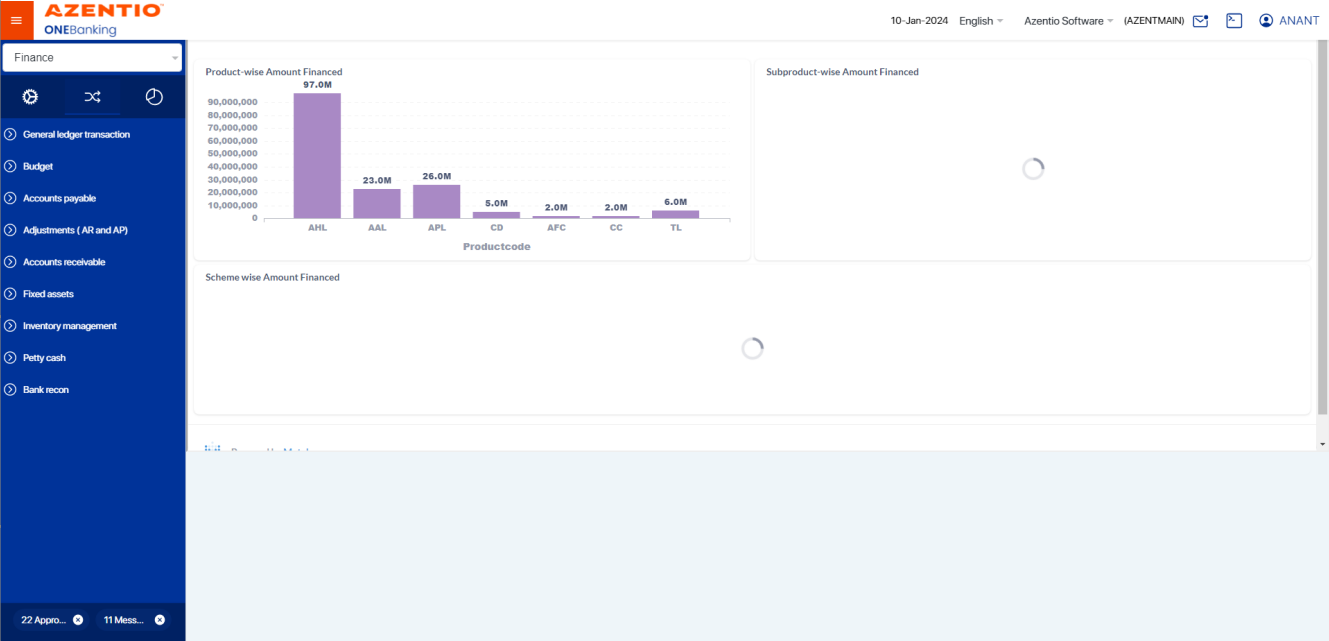 AZENTIO
ONEBanking
10-Jan-2024 English Azentio Software (AZENTMAIN) ANANT
Finance
General ledger transaction
Budget
Accounts payable
Adjustments ( AR and AP)
Accounts receivable
Fixed assets
Inventory management
Petty cash
Bank recon
22 Appro...
11 Mess...
Product-wise Amount Financed
97.0M
90,000,000
80,000,000
70,000,000
60,000,000
50,000,000
40,000,000
30,000,000
20,000,000
10,000,000
0
23.0M
26.0M
5.0M
2.0M
2.0M
6.0M
AHL AAL APL CD AFC CC TL
Productcode
Subproduct-wise Amount Financed
Scheme wise Amount Financed